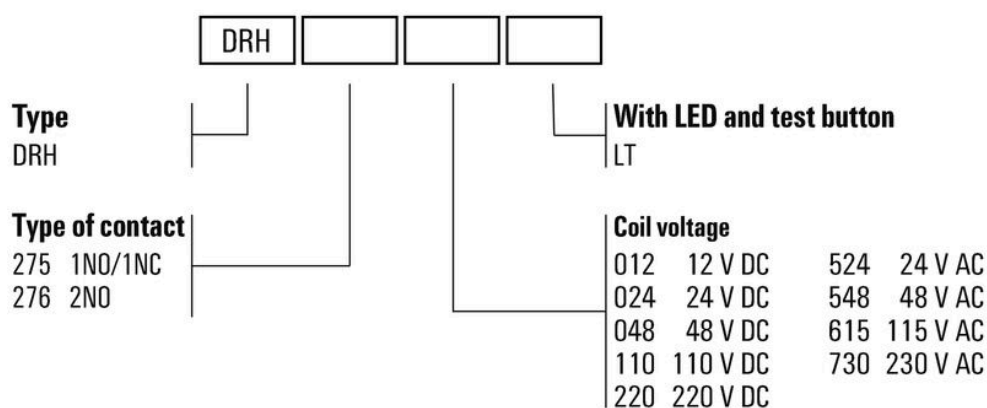 DRH
Type
DRH
With LED and test button
LT
Type of contact
275 1NO/1NC
276 2NO
Coil voltage
012 12 V DC 524 24 V AC
024 24 V DC 548 48 V AC
048 48 V DC 615 115 V AC
110 110 V DC 730 230 V AC
220 220 V DC